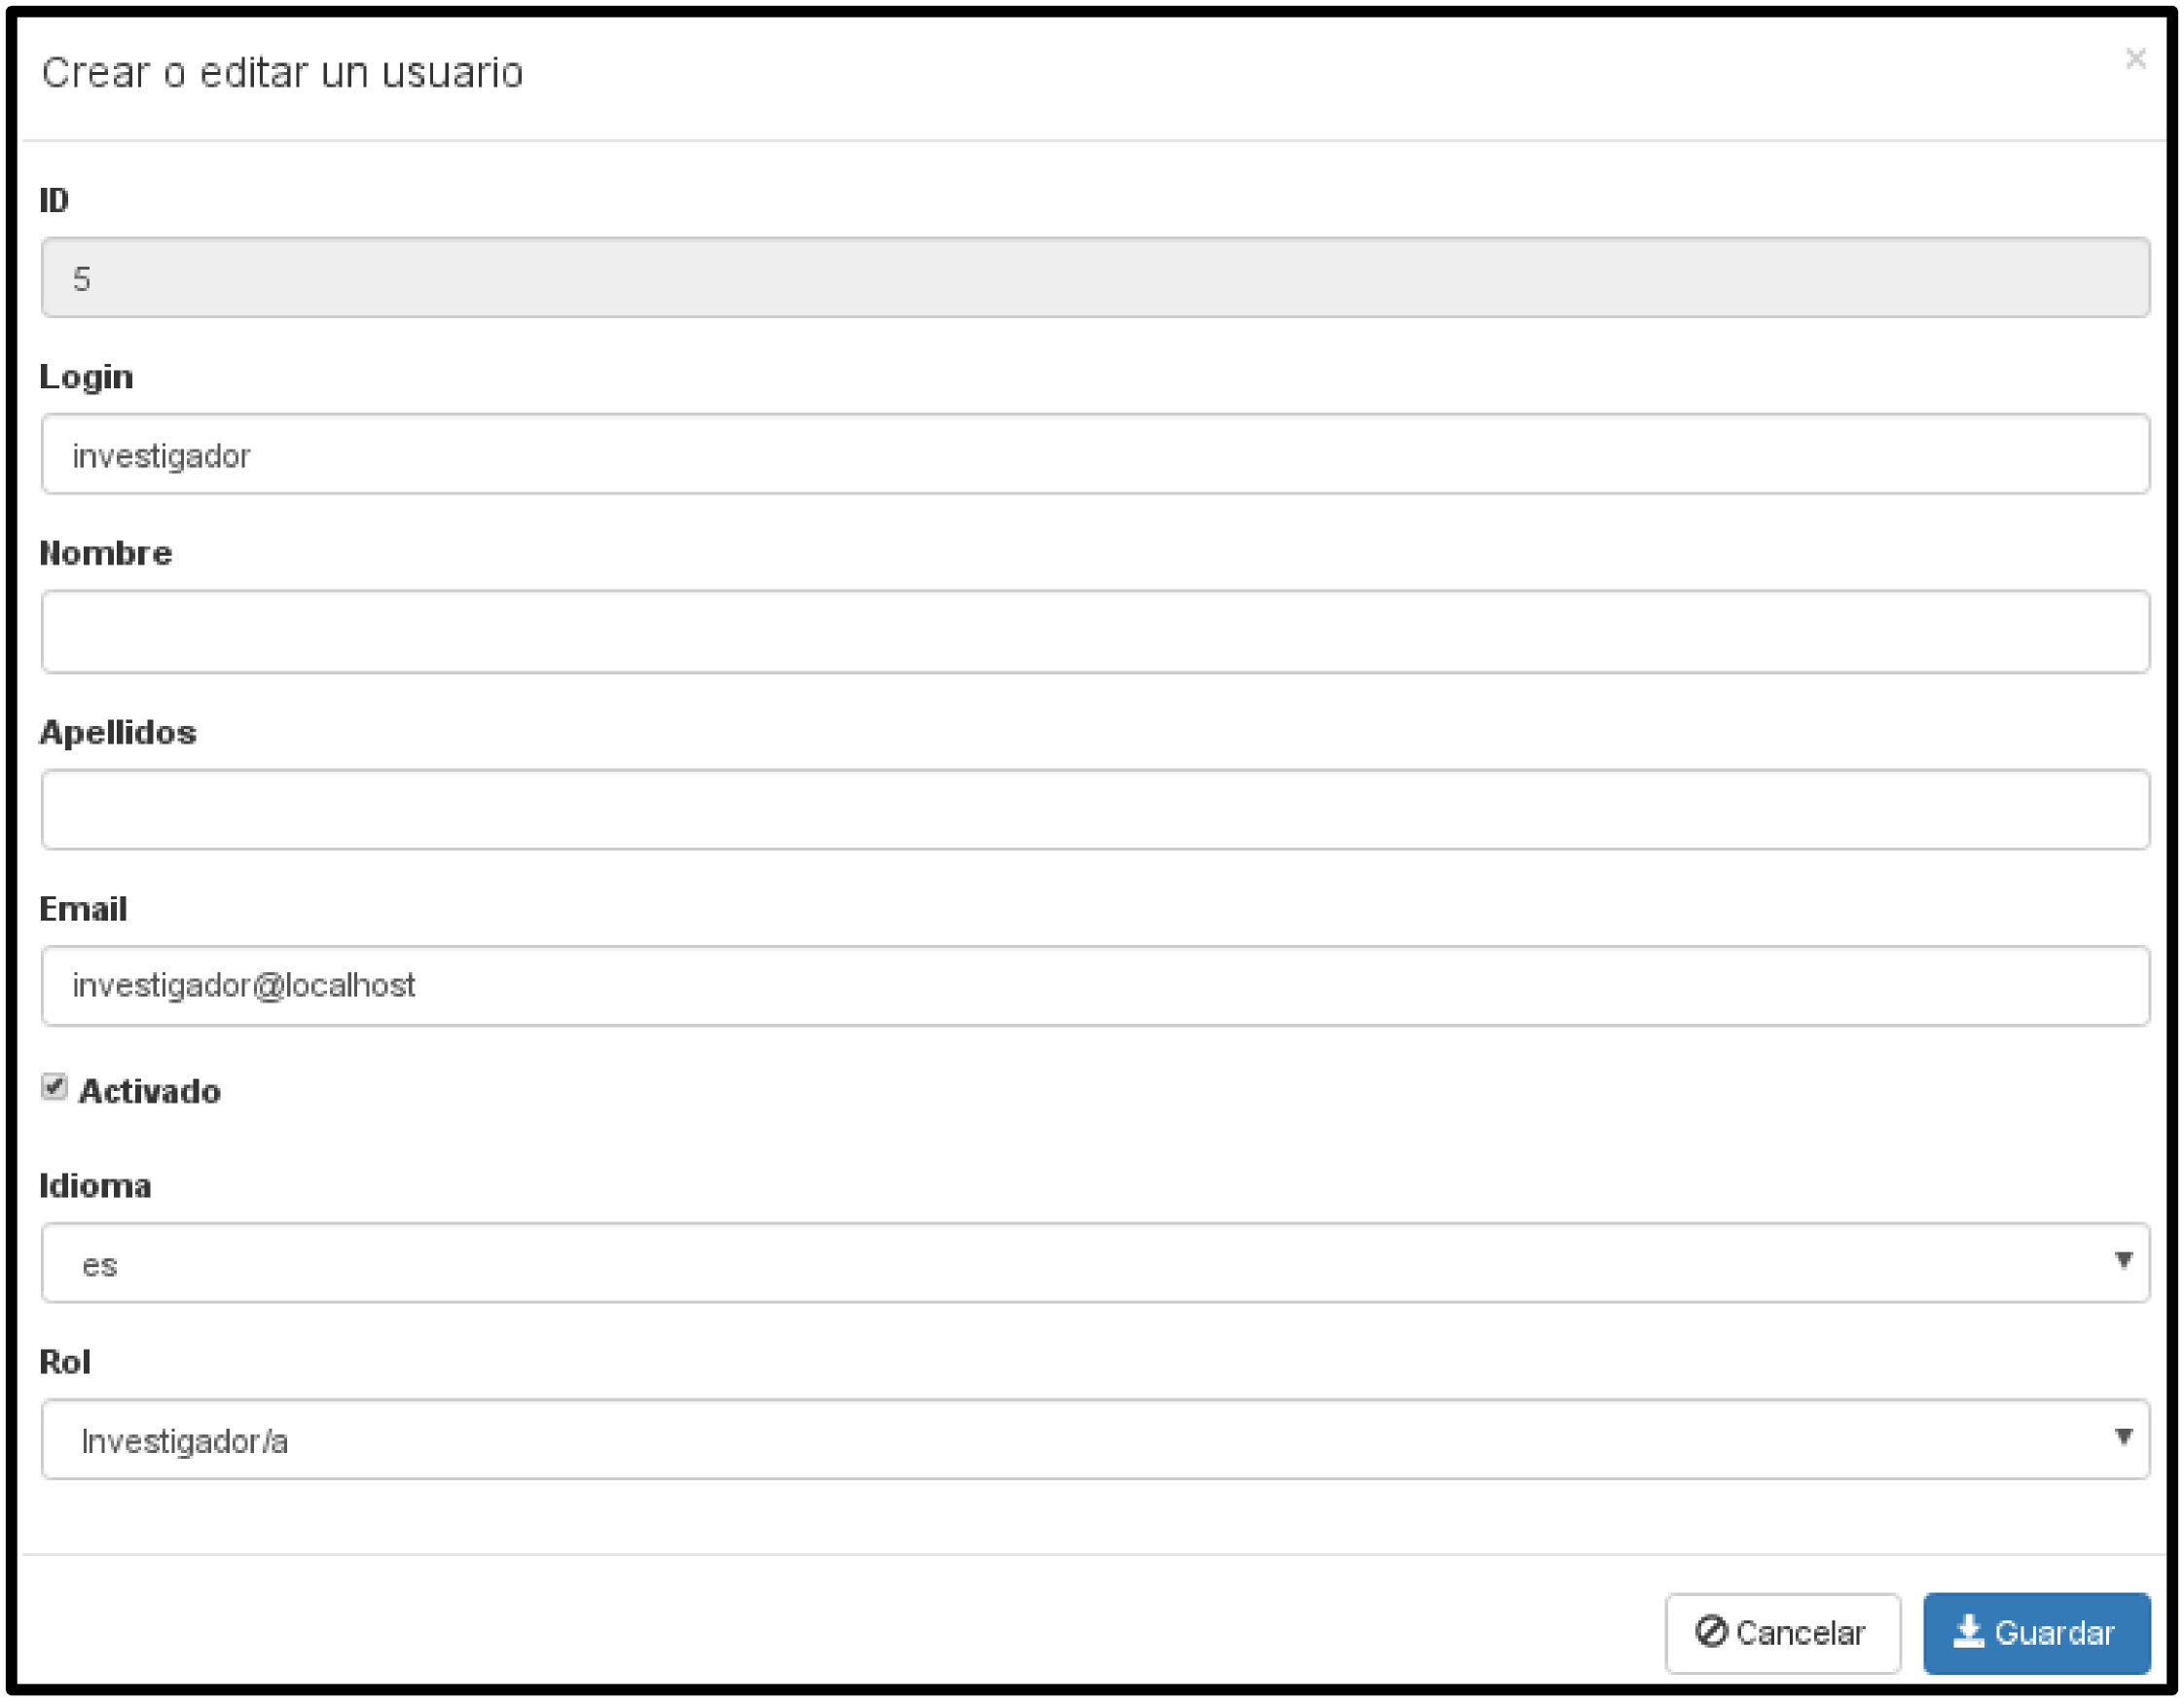 Crear o editar un usuario ×
ID
5
Login
investigador
Nombre
Apellidos
Email
investigador@localhost
Activado
Idioma
es
Rol
Investigador/a
Cancelar Guardar